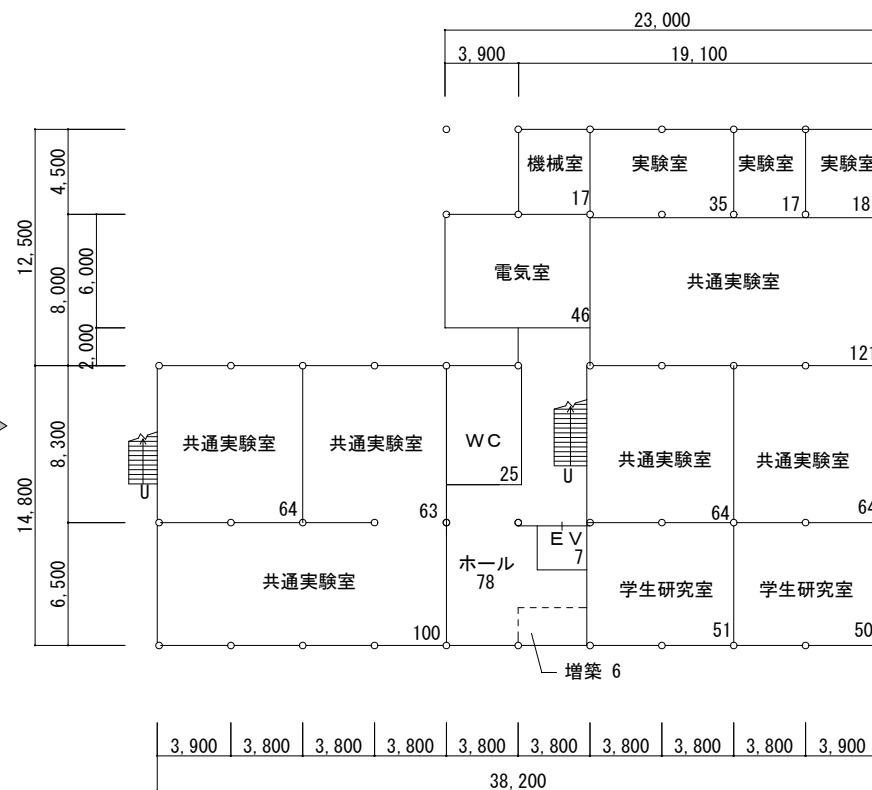 23,000
3,900
19,100
機械室
17
実験室
35
実験室
17
実験室
18
4,500
12,500
8,000
6,000
2,000
電気室
46
共通実験室
121
14,800
8,300
6,500
共通実験室
64
共通実験室
63
WC
25
U
U
共通実験室
64
共通実験室
64
共通実験室
100
ホール
78
EV
7
学生研究室
51
学生研究室
50
増築 6
3,900
3,800
3,800
3,800
3,800
3,800
3,800
3,800
3,800
3,900
38,200